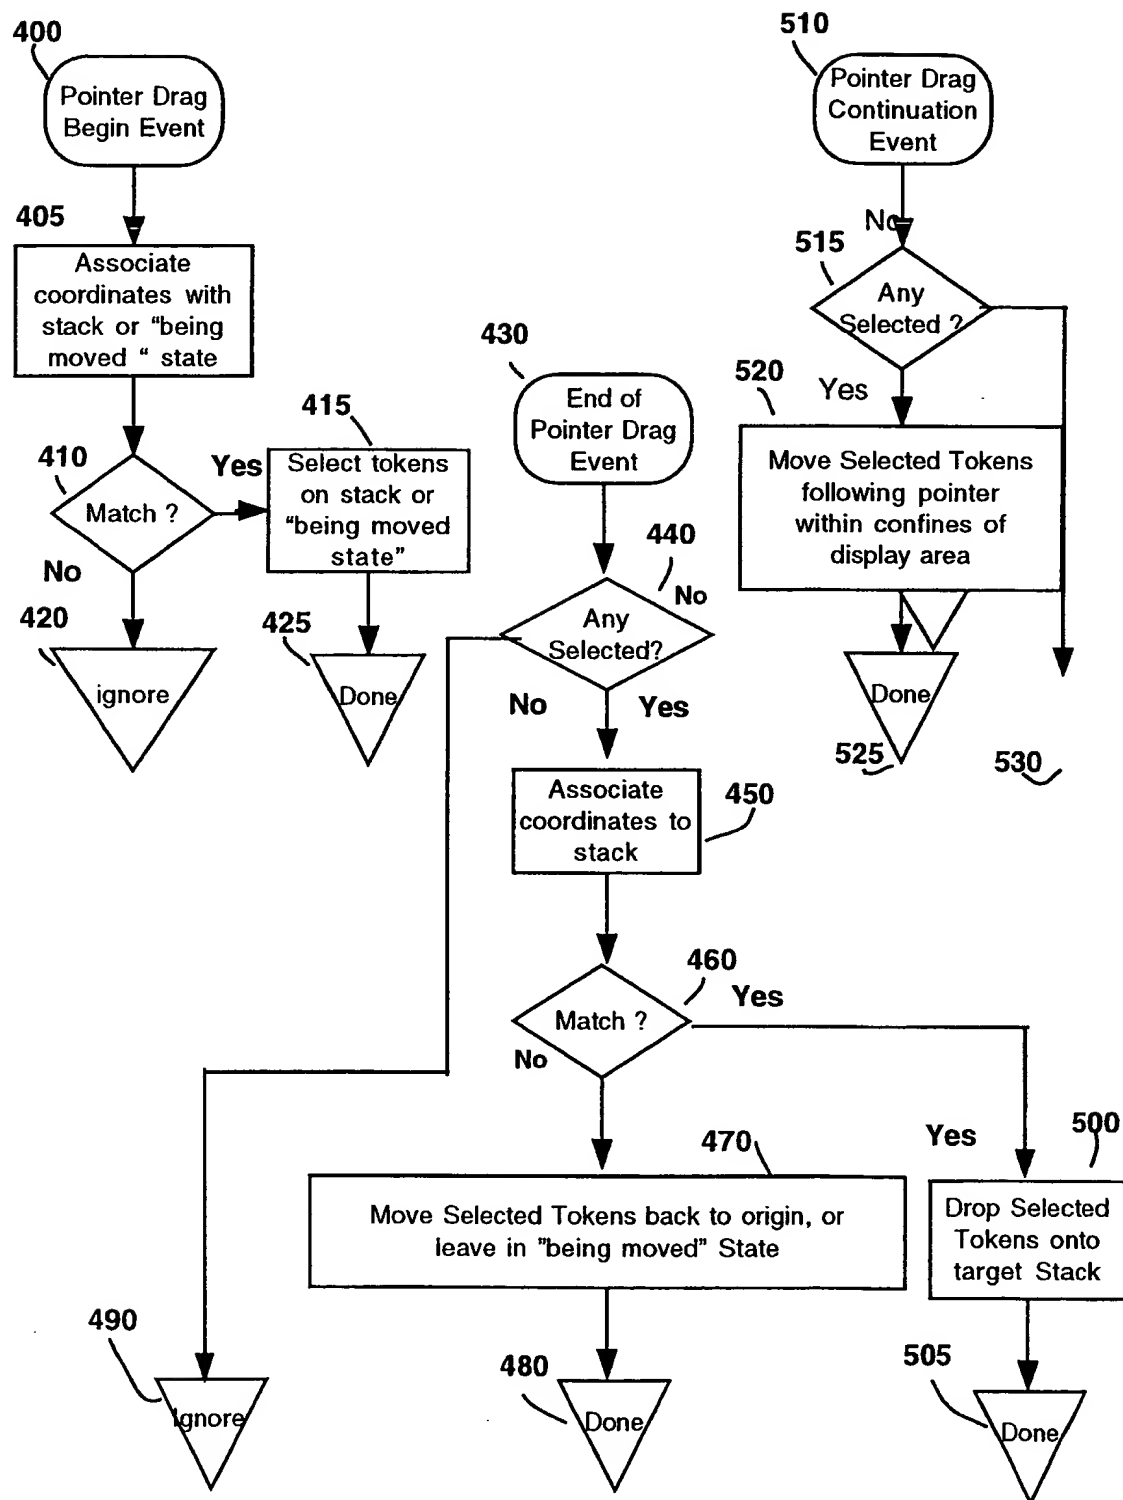 400
Pointer Drag
Begin Event
405
Associate
coordinates with
stack or “being
moved “ state
410
Match ?
Yes
No
415
Select tokens
on stack or
“being moved
state”
420
ignore
425
Done
430
End of
Pointer Drag
Event
440
No
Any
Selected?
No
Yes
Associate
coordinates to
stack
450
460
Match ?
Yes
No
470
Move Selected Tokens back to origin, or
leave in ”being moved” State
480
Done
490
Ignore
Yes
500
Drop Selected
Tokens onto
target Stack
505
Done
510
Pointer Drag
Continuation
Event
No
515
Any
Selected ?
Yes
520
Move Selected Tokens
following pointer
within confines of
display area
Done
525
530